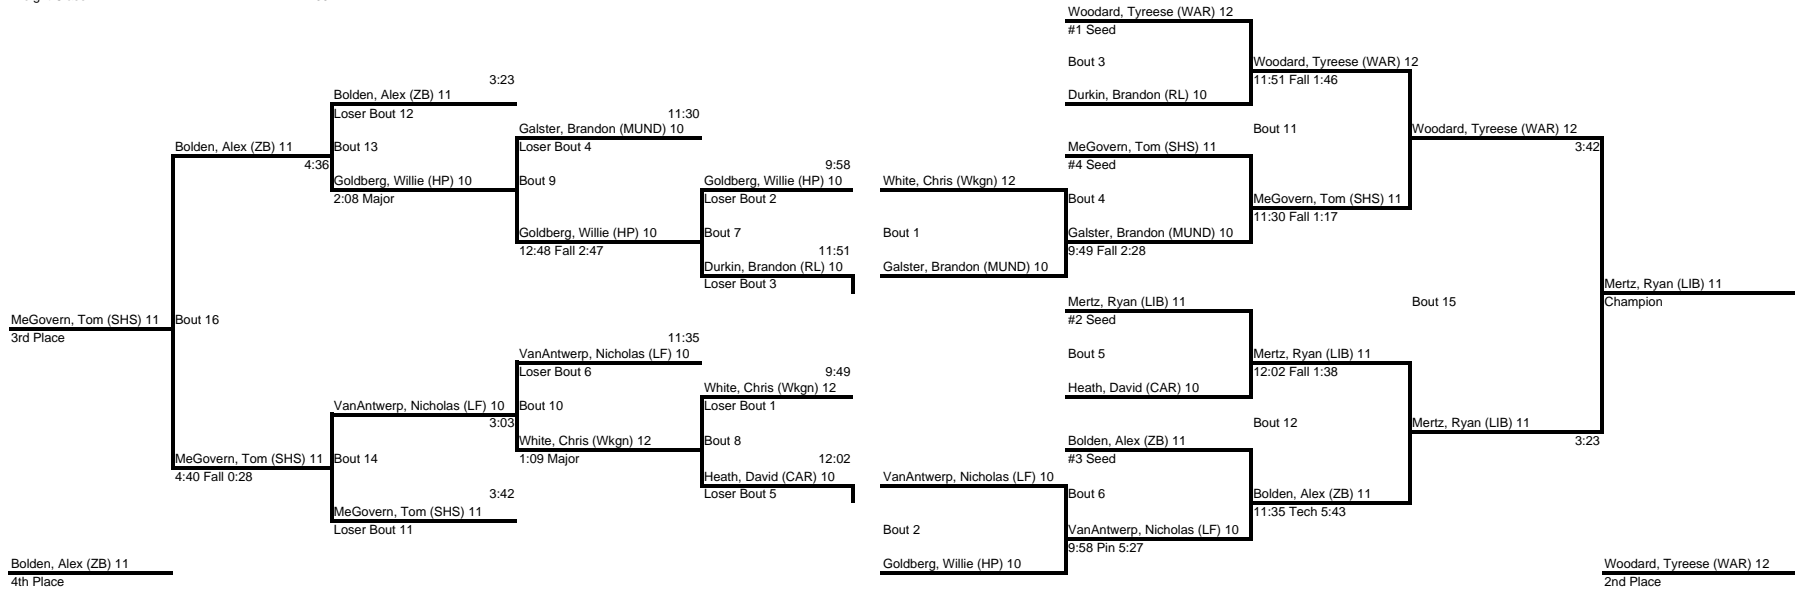 Woodard, Tyreese (WAR) 12
#1 Seed
Bout 3
Woodard, Tyreese (WAR) 12
11:51 Fall 1:46
3:23
Bolden, Alex (ZB) 11
Loser Bout 12
Durkin, Brandon (RL) 10
11:30
Galster, Brandon (MUND) 10
Loser Bout 4
Bout 11
Woodard, Tyreese (WAR) 12
3:42
Bolden, Alex (ZB) 11
4:36
Bout 13
MeGovern, Tom (SHS) 11
#4 Seed
9:58
Goldberg, Willie (HP) 10
2:08 Major
Bout 9
Goldberg, Willie (HP) 10
Loser Bout 2
White, Chris (Wkgn) 12
Bout 4
MeGovern, Tom (SHS) 11
11:30 Fall 1:17
Goldberg, Willie (HP) 10
12:48 Fall 2:47
Bout 7
Bout 1
Galster, Brandon (MUND) 10
9:49 Fall 2:28
11:51
Durkin, Brandon (RL) 10
Loser Bout 3
Galster, Brandon (MUND) 10
Mertz, Ryan (LIB) 11
Champion
Mertz, Ryan (LIB) 11
#2 Seed
Bout 15
MeGovern, Tom (SHS) 11
3rd Place
Bout 16
11:35
VanAntwerp, Nicholas (LF) 10
Loser Bout 6
Bout 5
Mertz, Ryan (LIB) 11
12:02 Fall 1:38
9:49
White, Chris (Wkgn) 12
Loser Bout 1
Heath, David (CAR) 10
VanAntwerp, Nicholas (LF) 10
3:03
Bout 10
Bout 12
Mertz, Ryan (LIB) 11
3:23
White, Chris (Wkgn) 12
1:09 Major
Bout 8
Bolden, Alex (ZB) 11
#3 Seed
MeGovern, Tom (SHS) 11
4:40 Fall 0:28
Bout 14
12:02
Heath, David (CAR) 10
Loser Bout 5
VanAntwerp, Nicholas (LF) 10
3:42
MeGovern, Tom (SHS) 11
Loser Bout 11
Bout 6
Bolden, Alex (ZB) 11
11:35 Tech 5:43
Bout 2
VanAntwerp, Nicholas (LF) 10
9:58 Pin 5:27
Bolden, Alex (ZB) 11
4th Place
Goldberg, Willie (HP) 10
Woodard, Tyreese (WAR) 12
2nd Place